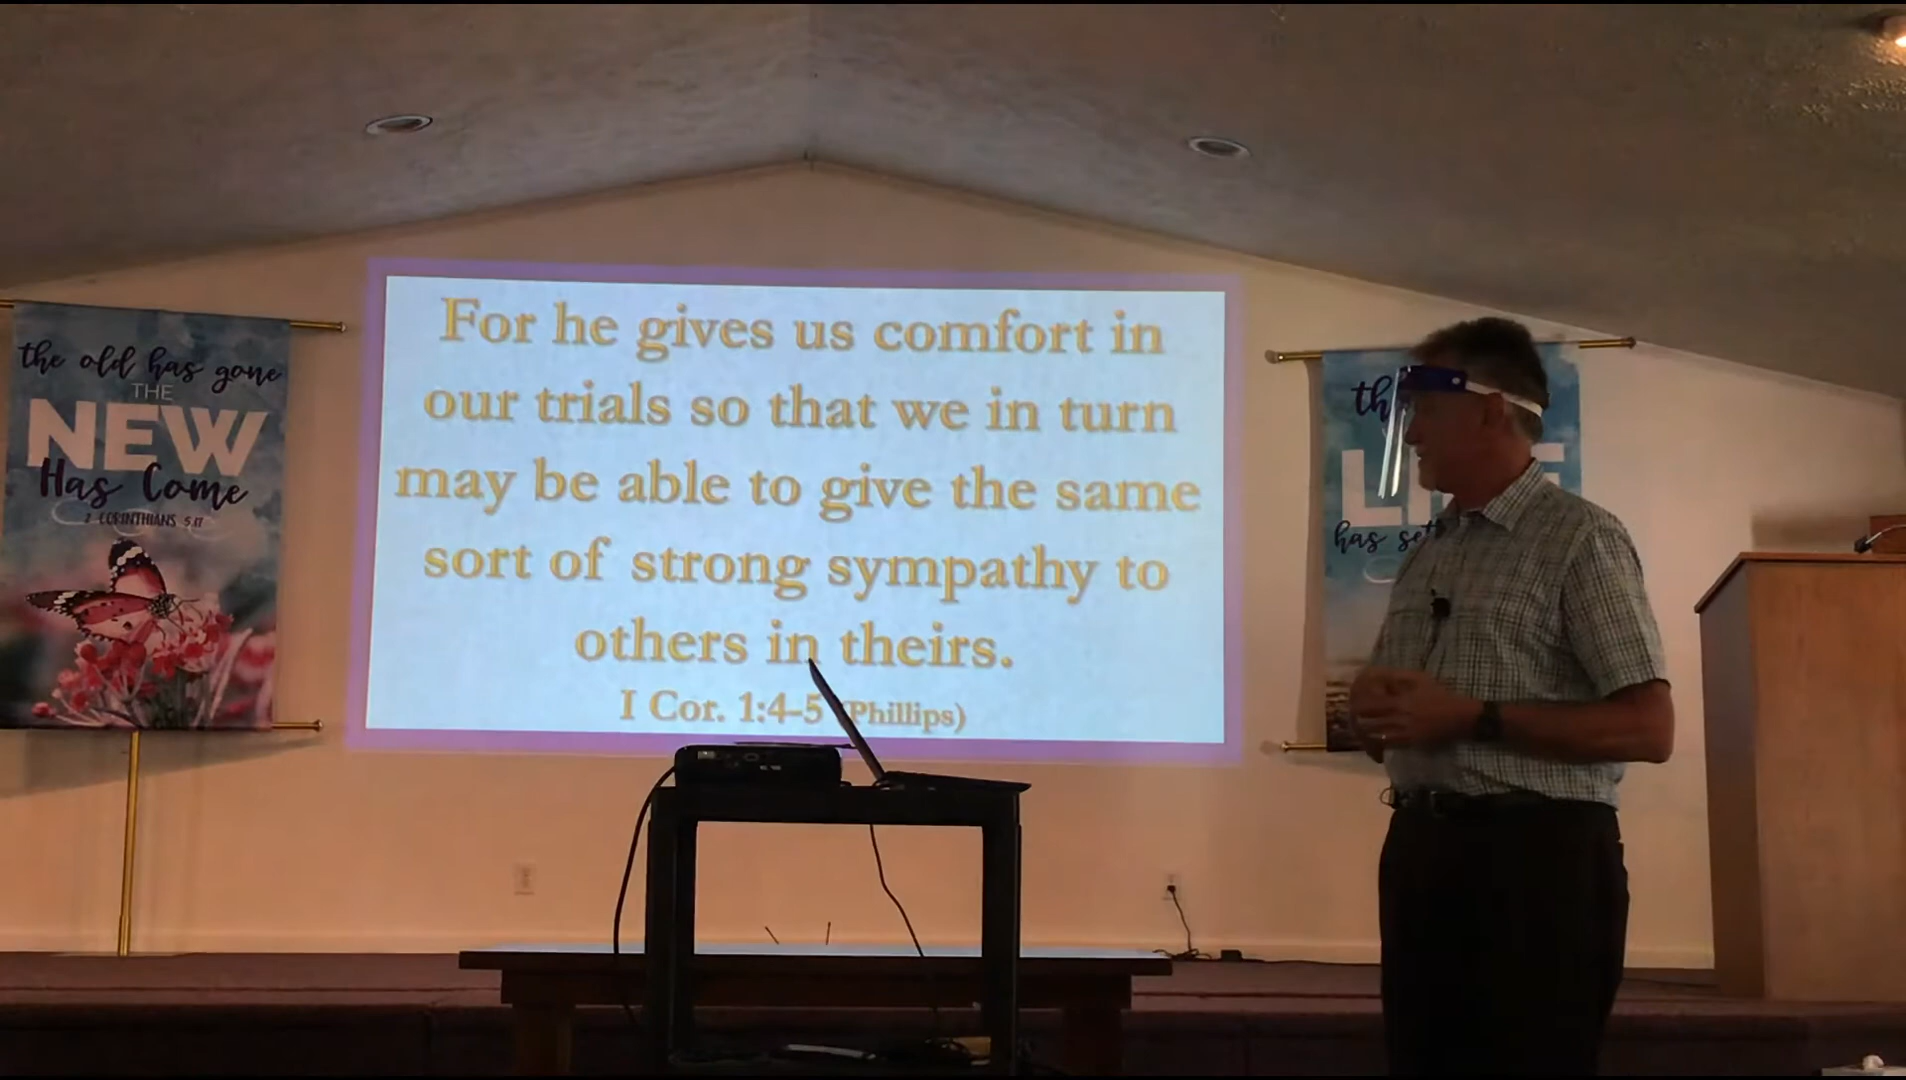 the old has gone
THE
NEW
Has Come
2 CORINTHIANS 5:17
For he gives us comfort in
our trials so that we in turn
may be able to give the same
sort of strong sympathy to
others in theirs.
I Cor. 1:4-5 (Phillips)
has